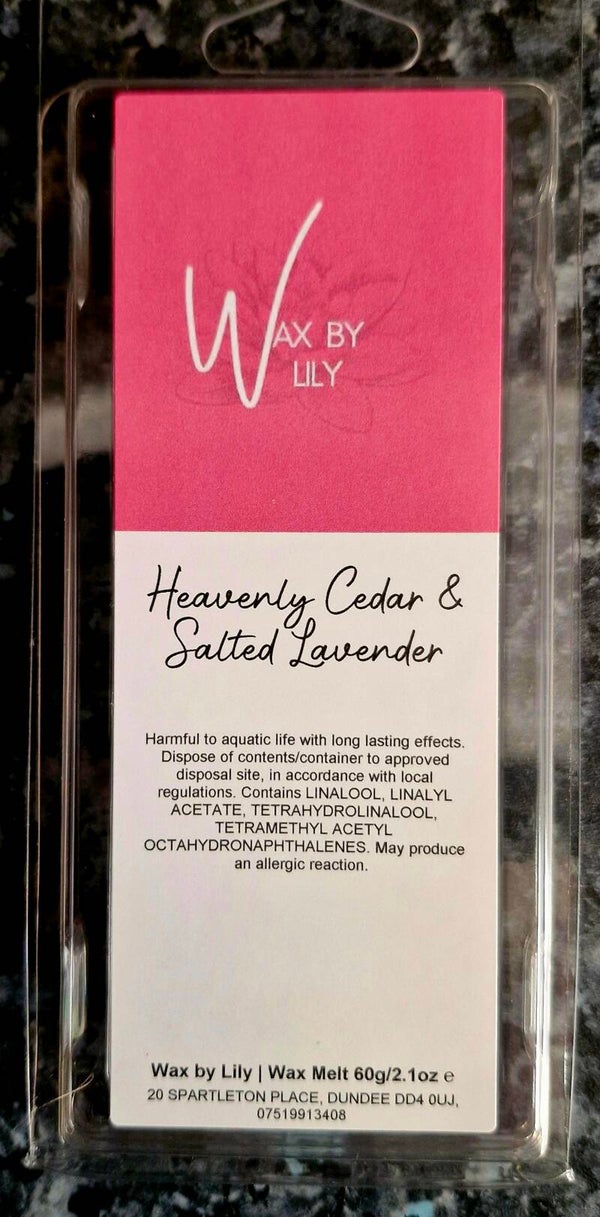 WAX BY
LILY
Heavenly Cedar &
Salted Lavender
Harmful to aquatic life with long lasting effects.
Dispose of contents/container to approved
disposal site, in accordance with local
regulations. Contains LINALOOL, LINALYL
ACETATE, TETRAHYDROLINALOOL,
TETRAMETHYL ACETYL
OCTAHYDRONAPHTHALENES. May produce
an allergic reaction.
Wax by Lily | Wax Melt 60g/2.1oz ℮
20 SPARTLETON PLACE, DUNDEE DD4 0UJ,
07519913408